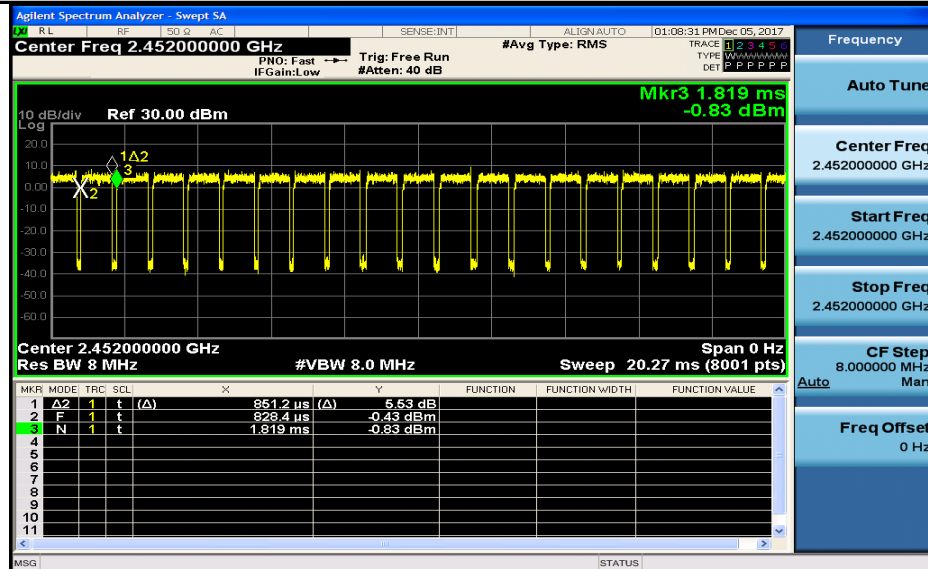 Agilent Spectrum Analyzer - Swept SA
LXI RL RF 50 Ω AC SENSE:INT ALIGN AUTO 01:08:31 PM Dec 05, 2017
Center Freq 2.452000000 GHz #Avg Type: RMS TRACE 1 2 3 4 5 6
PNO: Fast Trig: Free Run TYPE WWWWWW
IFGain:Low #Atten: 40 dB DET P P P P P P
Mkr3 1.819 ms
10 dB/div Ref 30.00 dBm -0.83 dBm
Log
20.0
10.0
0.00
-10.0
-20.0
-30.0
-40.0
-50.0
-60.0
1Δ2
3
2
Center 2.452000000 GHz Span 0 Hz
Res BW 8 MHz #VBW 8.0 MHz Sweep 20.27 ms (8001 pts)
MKR MODE TRC SCL X Y FUNCTION FUNCTION WIDTH FUNCTION VALUE
1 Δ2 1 t (Δ) 851.2 µs (Δ) 5.53 dB
2 F 1 t 828.4 µs -0.43 dBm
3 N 1 t 1.819 ms -0.83 dBm
4
5
6
7
8
9
10
11
MSG STATUS
Frequency
Auto Tune
Center Freq
2.452000000 GHz
Start Freq
2.452000000 GHz
Stop Freq
2.452000000 GHz
CF Step
8.000000 MHz
Auto Man
Freq Offset
0 Hz